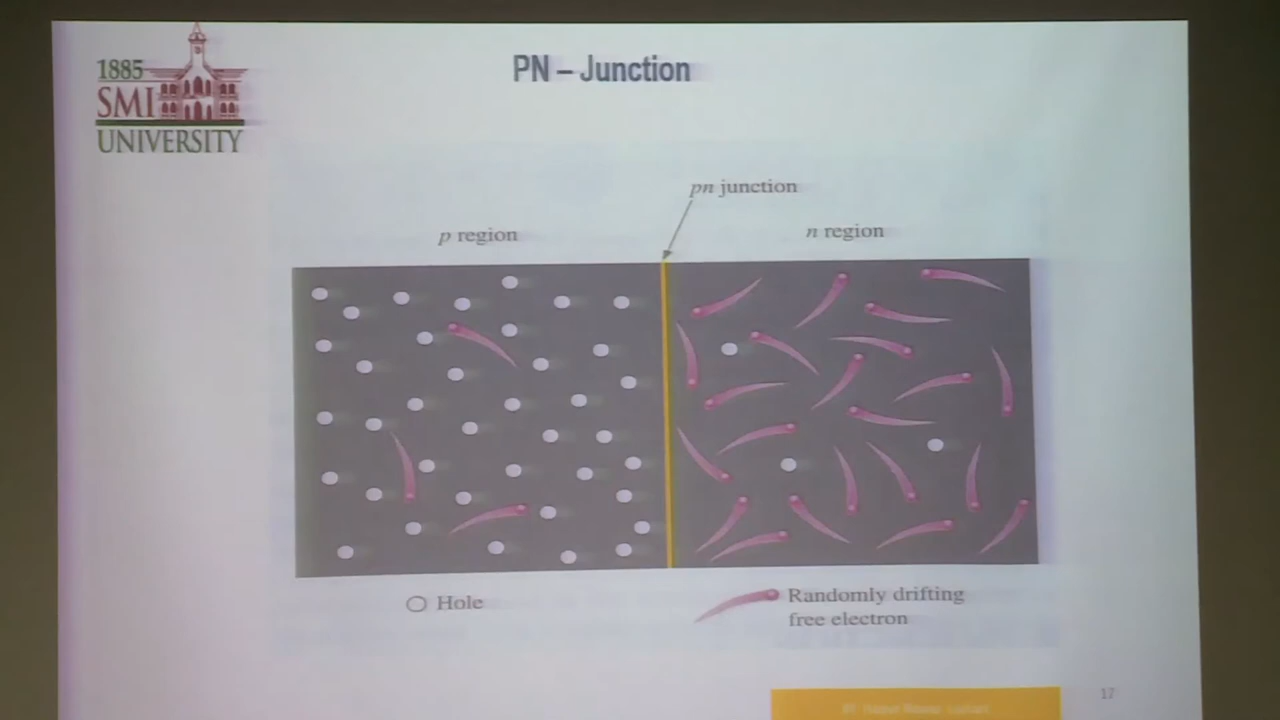 1885
SMI
UNIVERSITY
PN – Junction
pn junction
p region
n region
Hole
Randomly drifting
free electron
17